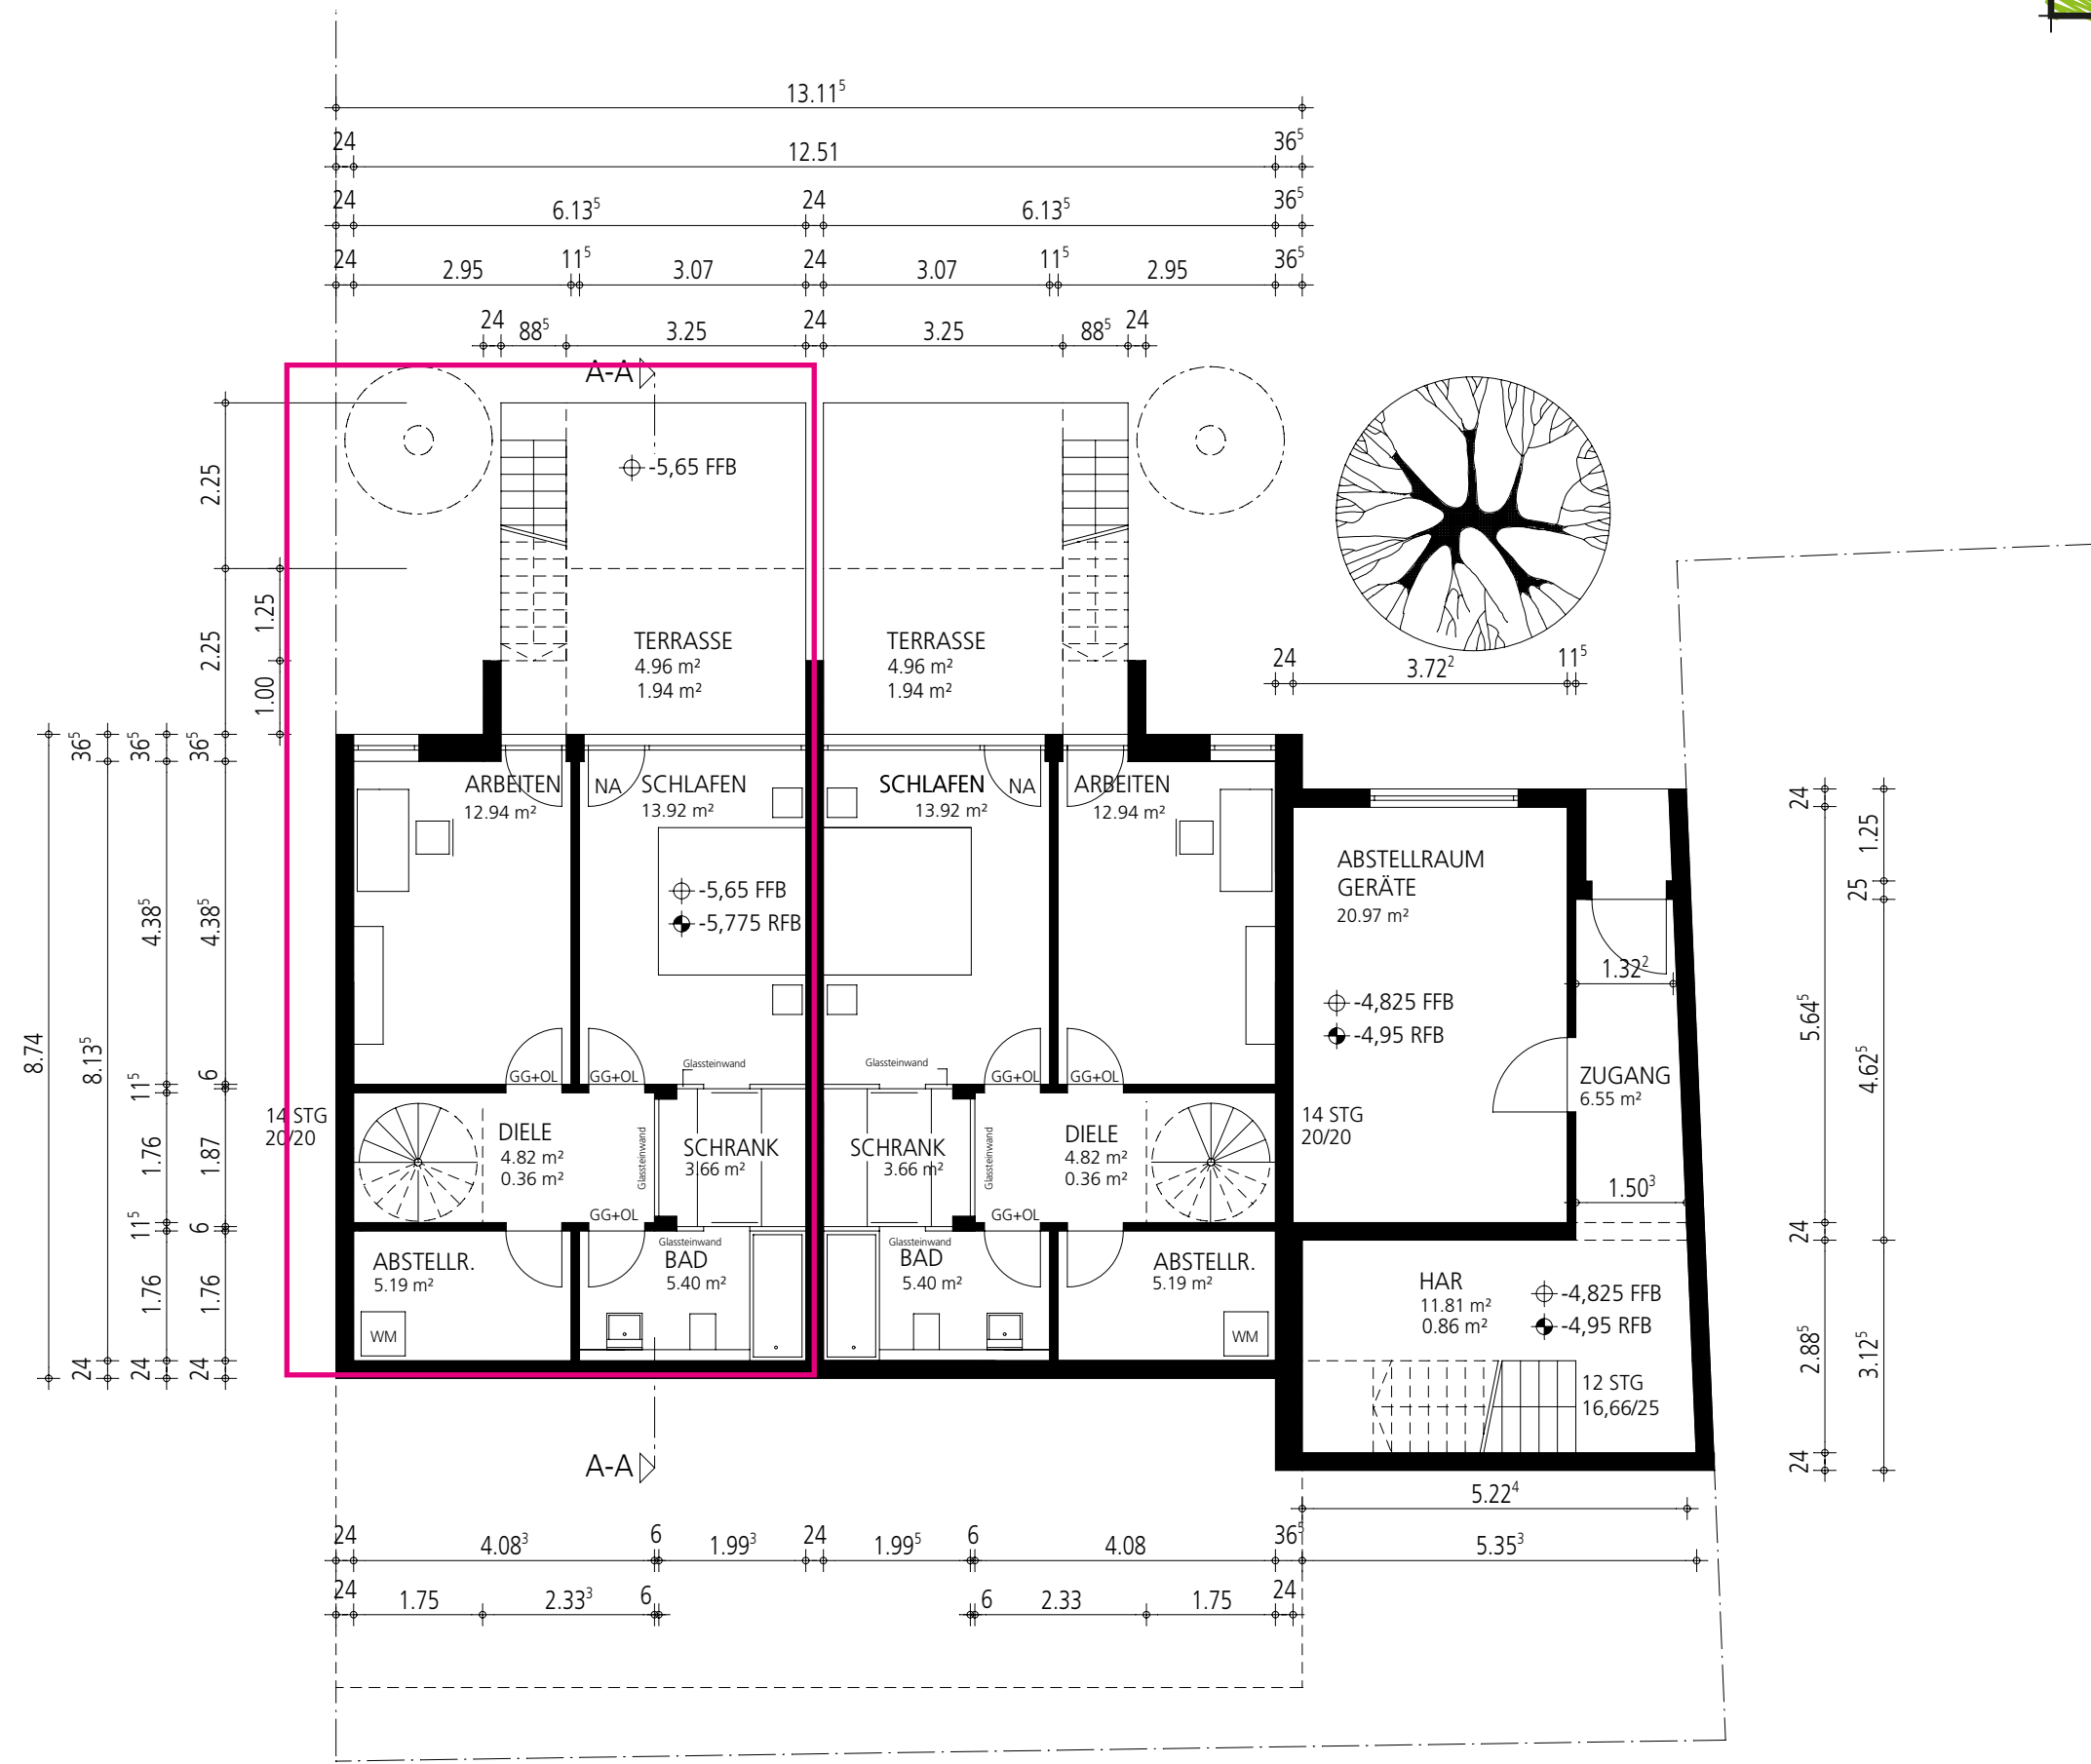 13.11⁵
24 12.51 36⁵
24 6.13⁵ 24 6.13⁵ 36⁵
24 2.95 11⁵ 3.07 24 3.07 11⁵ 2.95 36⁵
24 88⁵ 3.25 24 3.25 88⁵ 24
A-A
-5,65 FFB
2.25
1.25
2.25
1.00
TERRASSE
4.96 m²
1.94 m²
TERRASSE
4.96 m²
1.94 m²
24 3.72² 11⁵
36⁵ 36⁵ 36⁵
ARBEITEN
12.94 m²
NA
SCHLAFEN
13.92 m²
SCHLAFEN
13.92 m²
NA
ARBEITEN
12.94 m²
-5,65 FFB
-5,775 RFB
ABSTELLRAUM
GERÄTE
20.97 m²
-4,825 FFB
-4,95 RFB
1.32²
24
1.25
25
8.74
8.13⁵
4.38⁵
4.38⁵
5.64⁵
4.62⁵
11⁵
6
GG+OL
GG+OL
Glassteinwand
Glassteinwand
GG+OL
GG+OL
ZUGANG
6.55 m²
14 STG
20/20
DIELE
4.82 m²
0.36 m²
Glassteinwand
SCHRANK
3.66 m²
SCHRANK
3.66 m²
Glassteinwand
DIELE
4.82 m²
0.36 m²
14 STG
20/20
1.76
1.87
1.50³
11⁵
6
GG+OL
GG+OL
24
Glassteinwand
Glassteinwand
ABSTELLR.
5.19 m²
BAD
5.40 m²
BAD
5.40 m²
ABSTELLR.
5.19 m²
WM
WM
1.76
1.76
HAR
11.81 m²
0.86 m²
-4,825 FFB
-4,95 RFB
2.88⁵
3.12⁵
24 24 24
12 STG
16,66/25
24
A-A
5.22⁴
24 4.08³ 6 1.99³ 24 1.99⁵ 6 4.08 36⁵ 5.35³
24 1.75 2.33³ 6 6 2.33 1.75 24